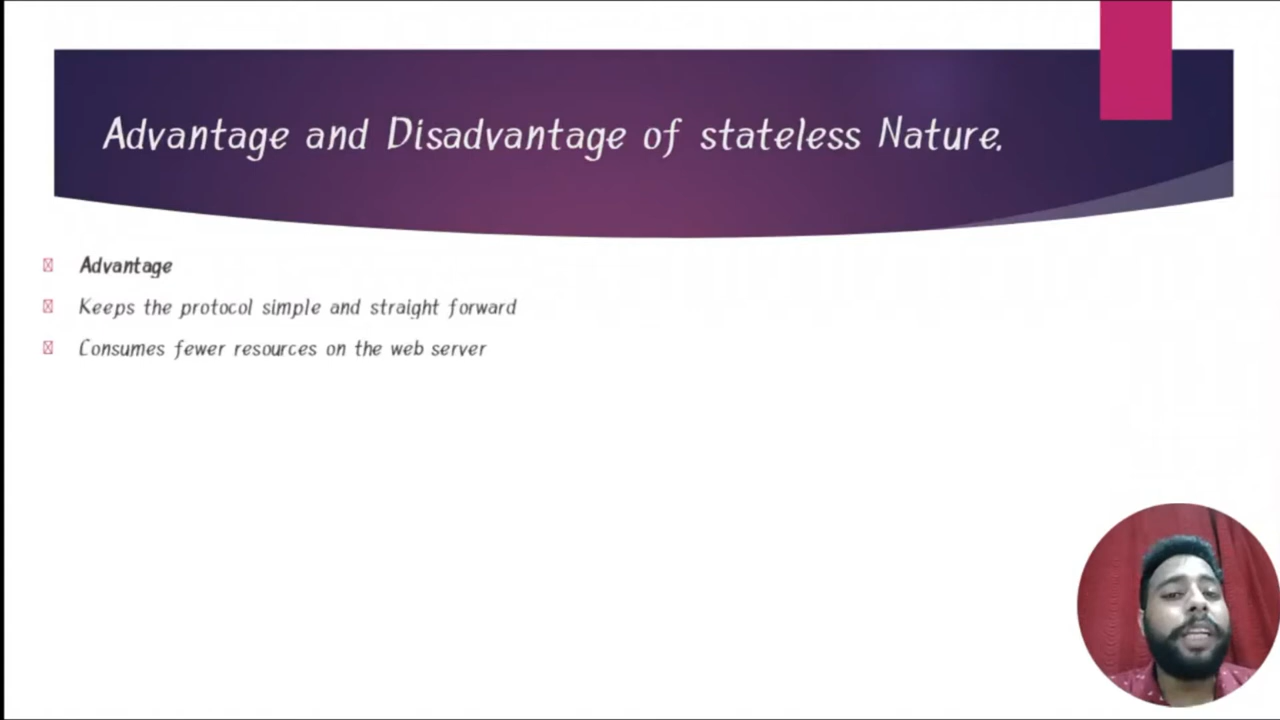 Advantage and Disadvantage of stateless Nature.
Advantage
Keeps the protocol simple and straight forward
Consumes fewer resources on the web server